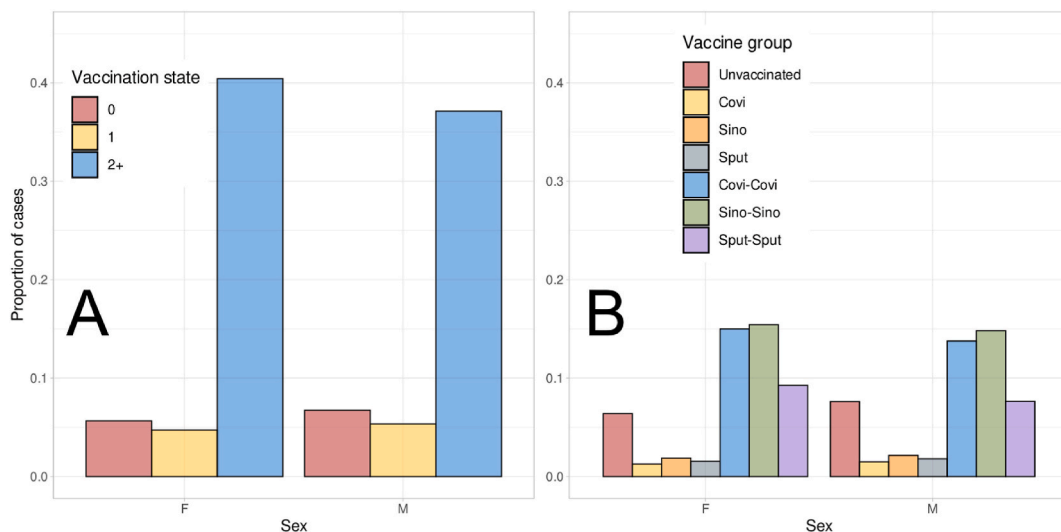 Proportion of cases
0.4
0.3
0.2
0.1
0.0
Vaccination state
0
1
2+
A
F
M
Sex
Vaccine group
Unvaccinated
Covi
Sino
Sput
Covi-Covi
Sino-Sino
Sput-Sput
B
0.4
0.3
0.2
0.1
0.0
F
M
Sex